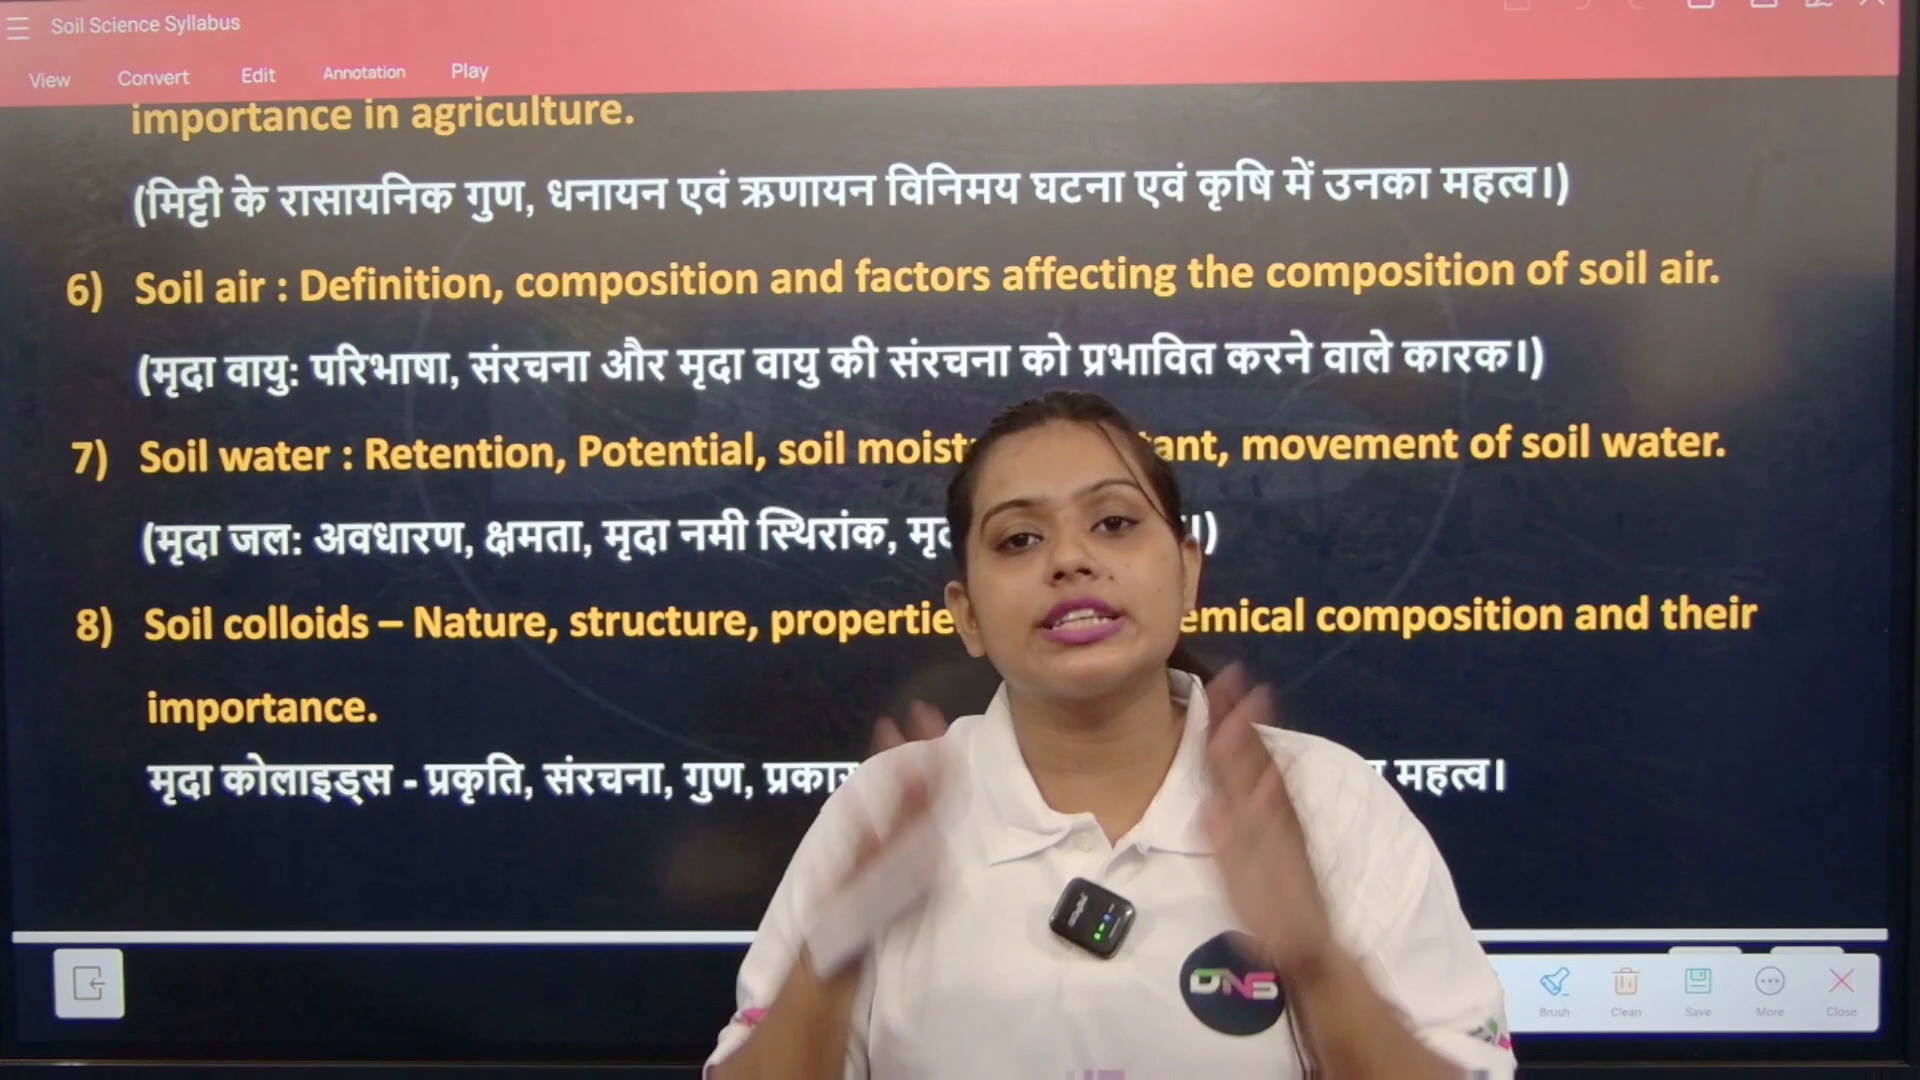 Soil Science Syllabus
View Convert Edit Annotation Play
importance in agriculture.
(मिट्टी के रासायनिक गुण, धनायन एवं ऋणायन विनिमय घटना एवं कृषि में उनका महत्व।)
6) Soil air : Definition, composition and factors affecting the composition of soil air.
(मृदा वायु: परिभाषा, संरचना और मृदा वायु की संरचना को प्रभावित करने वाले कारक।)
7) Soil water : Retention, Potential, soil movement of soil water.
(मृदा जल: अवधारण, क्षमता, मृदा नमी स्थिरांक,
8) Soil colloids – Nature, structure, composition and their
importance.
मृदा कोलाइड्स - प्रकृति, संरचना, गुण, महत्व।
DNS
Brush Clean Save More Close